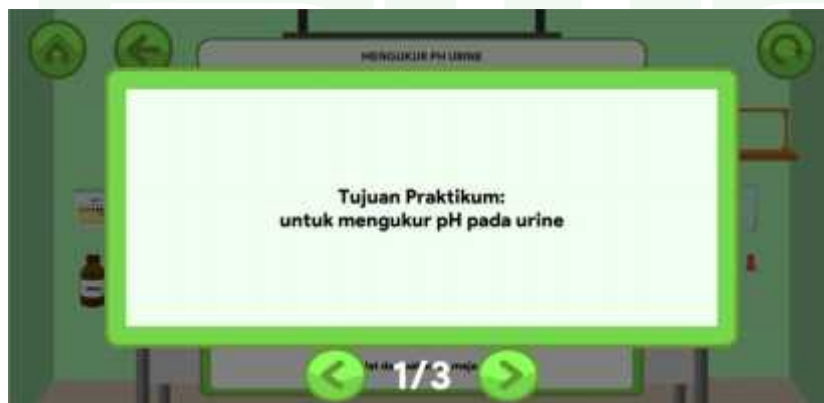 MENGUKUR PH URINE
Tujuan Praktikum:
untuk mengukur pH pada urine
1/3